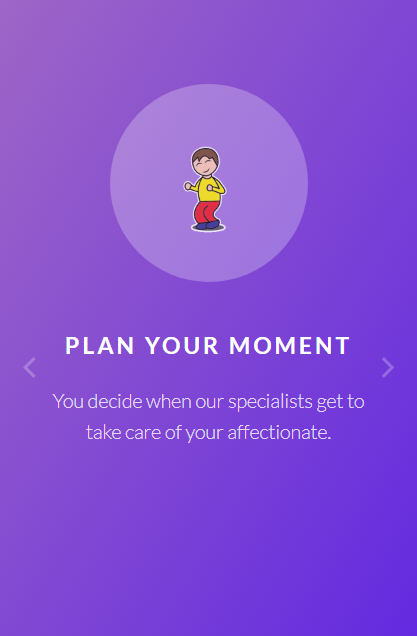 PLAN YOUR MOMENT
You decide when our specialists get to
take care of your affectionate.